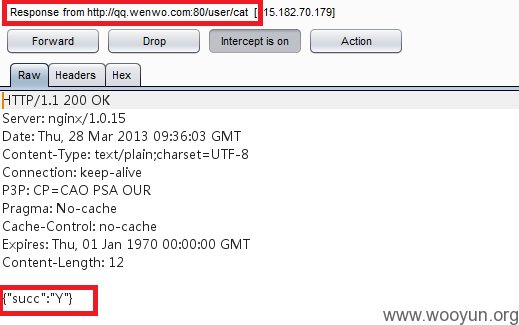 Response from http://qq.wenwo.com:80/user/cat [ 15.182.70.179]
Forward Drop Intercept is on Action
Raw Headers Hex
HTTP/1.1 200 OK
Server: nginx/1.0.15
Date: Thu, 28 Mar 2013 09:36:03 GMT
Content-Type: text/plain;charset=UTF-8
Connection: keep-alive
P3P: CP=CAO PSA OUR
Pragma: No-cache
Cache-Control: no-cache
Expires: Thu, 01 Jan 1970 00:00:00 GMT
Content-Length: 12
{"succ":"Y"}
www.wooyun.org